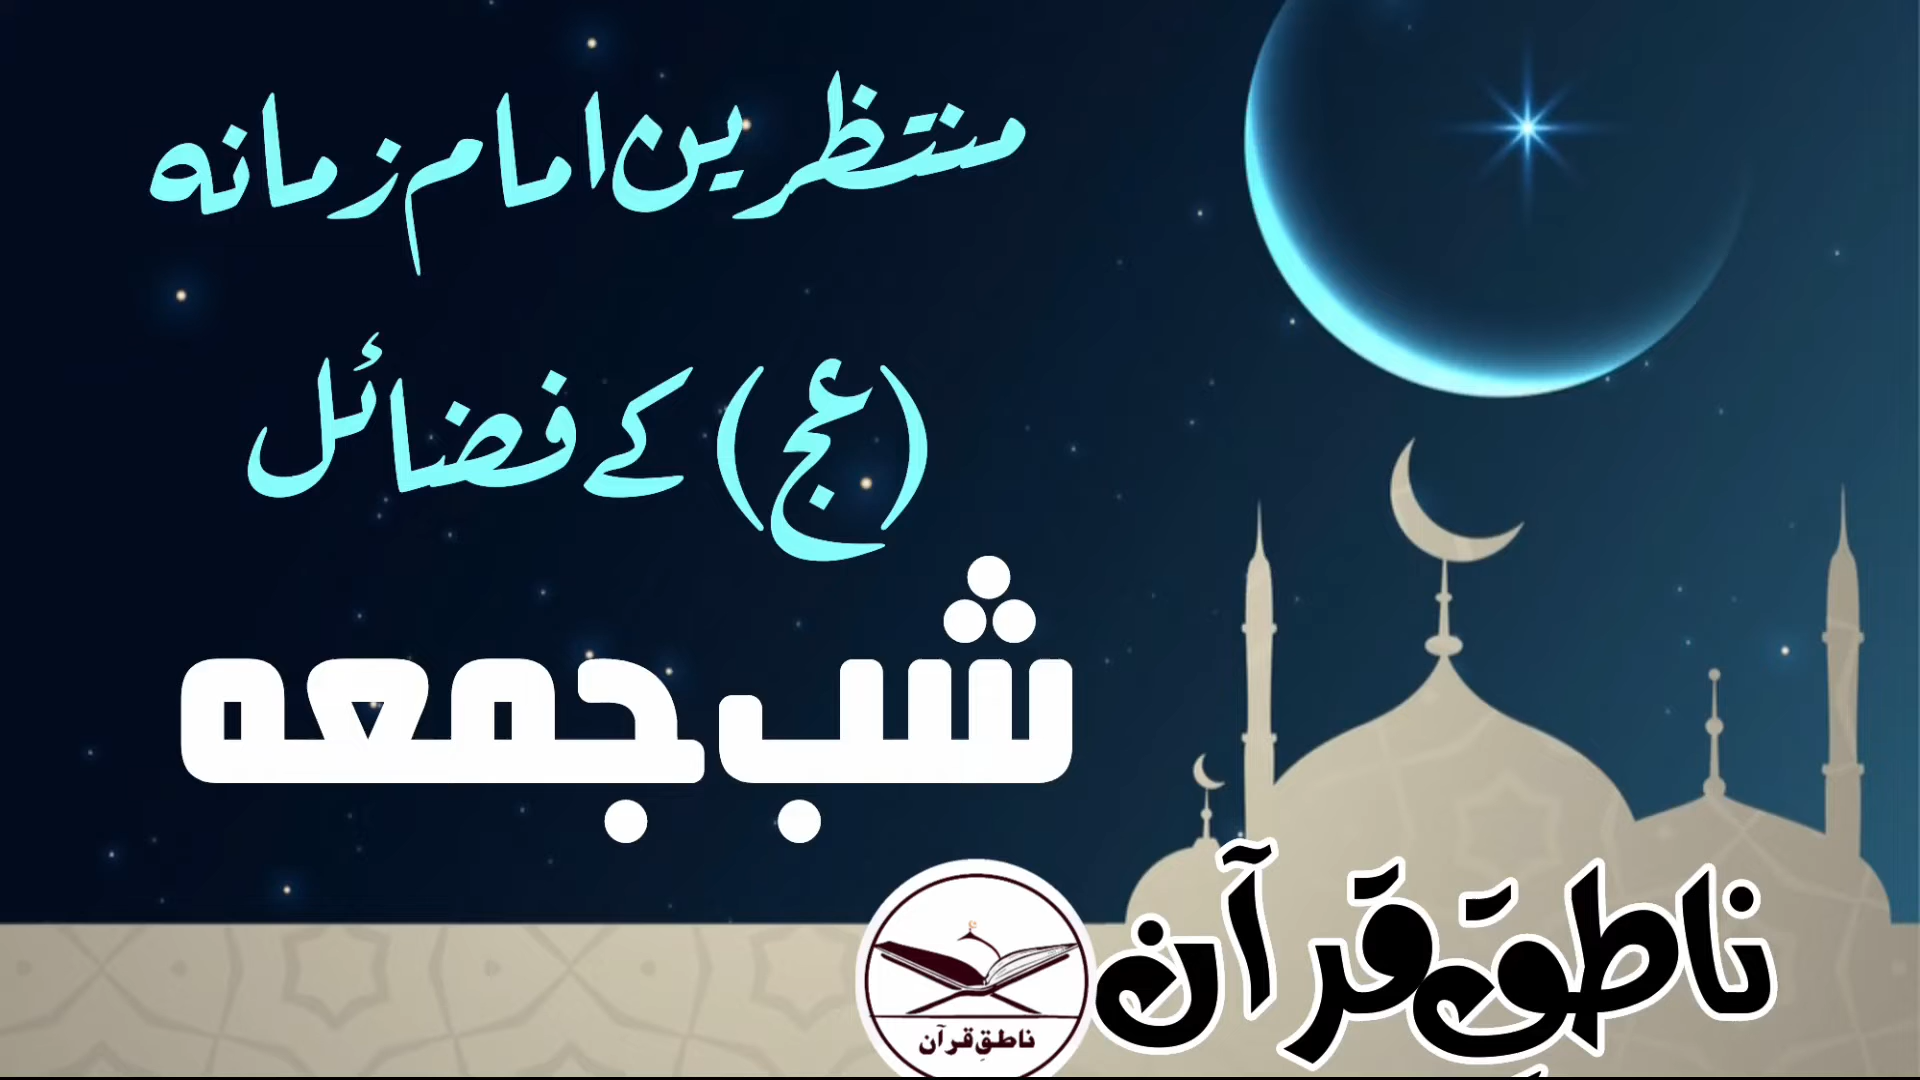 منتظرین امام زمانہ
(عج) کے فضائل
شب جمعہ
ناطقِ قرآن
ناطقِ قرآن